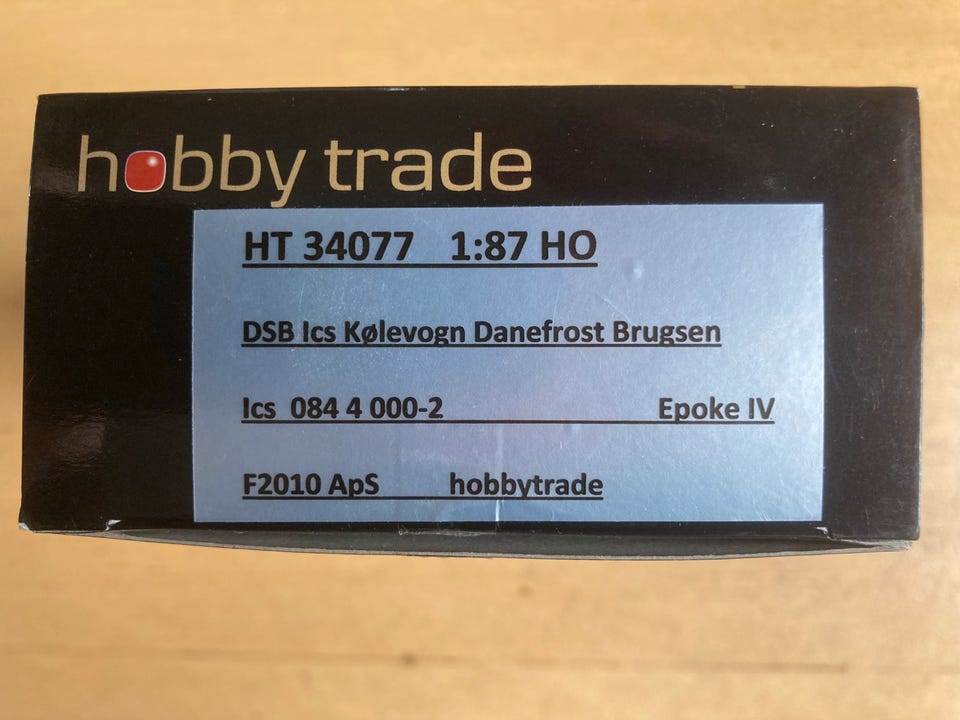 hobby trade
HT 34077 1:87 HO
DSB Ics Kølevogn Danefrost Brugsen
Ics 084 4 000-2 Epoke IV
F2010 ApS hobbytrade